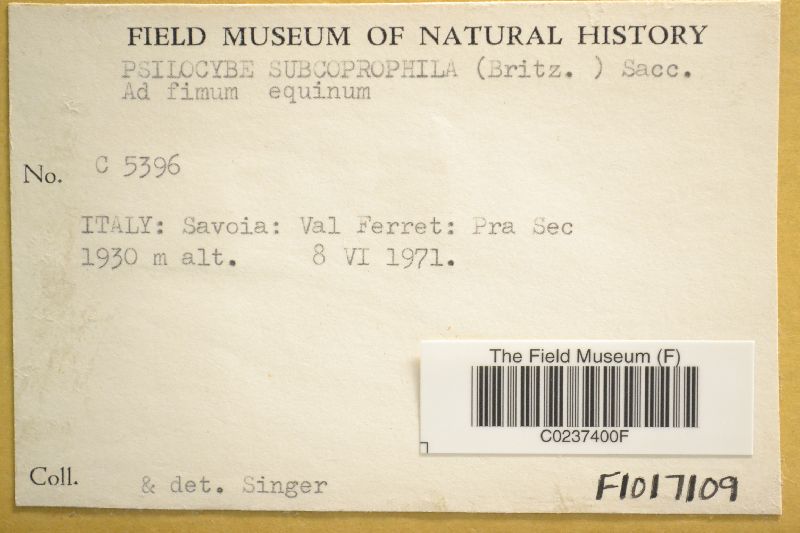 FIELD MUSEUM OF NATURAL HISTORY
PSILOCYBE SUBCOPROPHILA (Britz. ) Sacc.
Ad fimum equinum
No. C 5396
ITALY: Savoia: Val Ferret: Pra Sec
1930 m alt. 8 VI 1971.
The Field Museum (F)
C0237400F
Coll. & det. Singer
F1017109